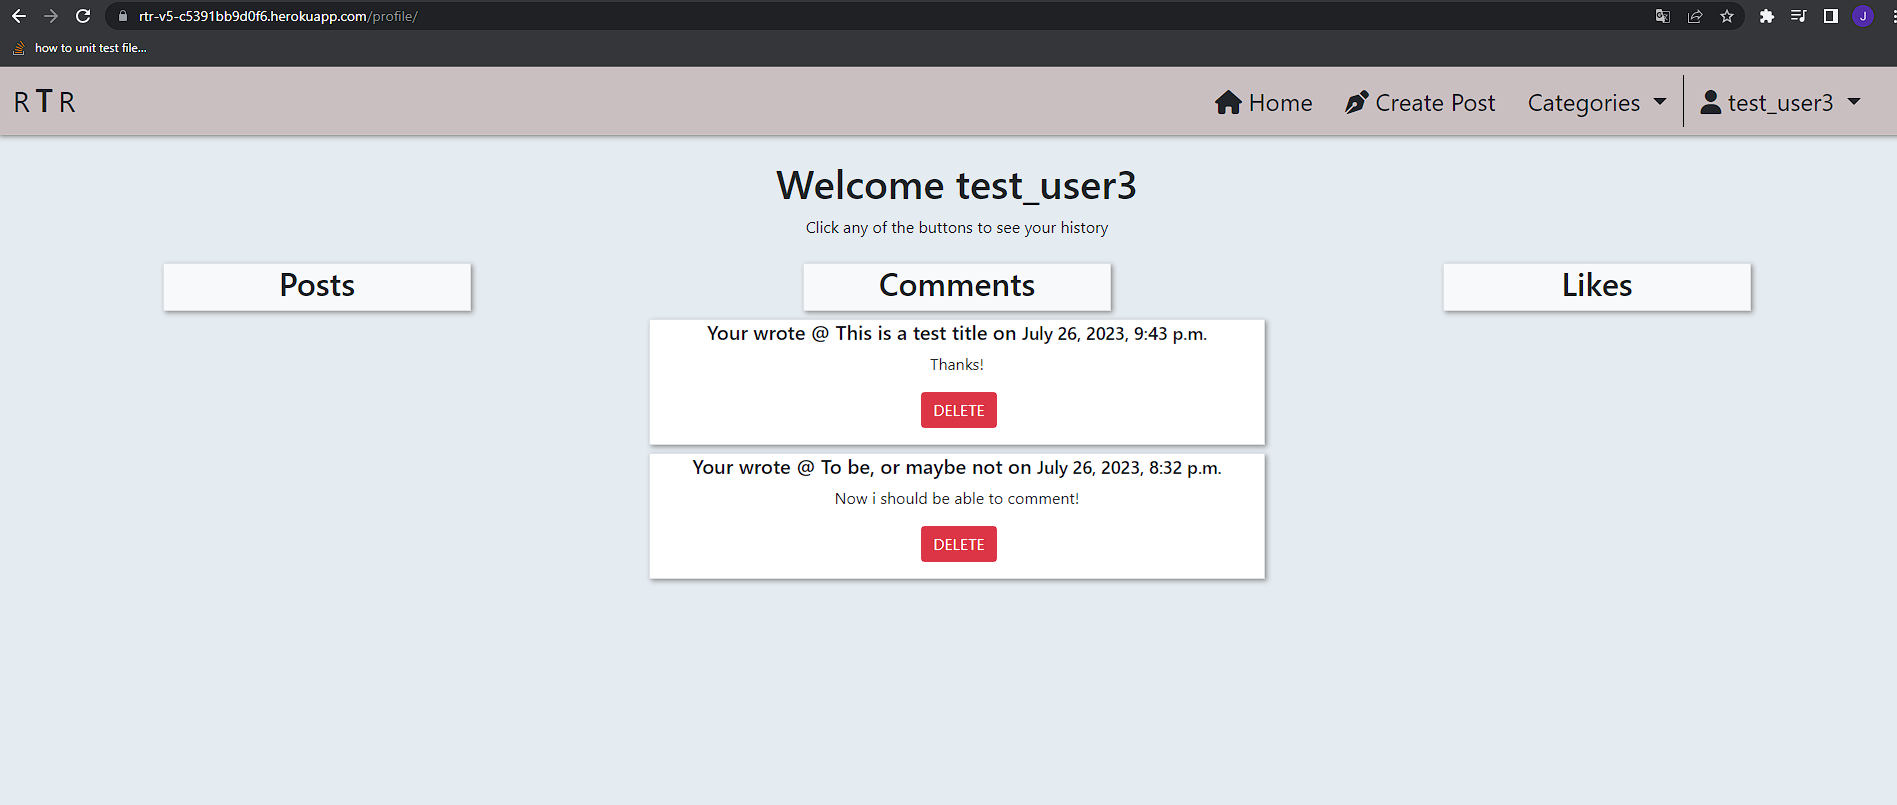 rtr-v5-c5391bb9d0f6.herokuapp.com/profile/
J
how to unit test file...
R T R
Home
Create Post
Categories
test_user3
Welcome test_user3
Click any of the buttons to see your history
Posts
Comments
Likes
Your wrote @ This is a test title on July 26, 2023, 9:43 p.m.
Thanks!
DELETE
Your wrote @ To be, or maybe not on July 26, 2023, 8:32 p.m.
Now i should be able to comment!
DELETE